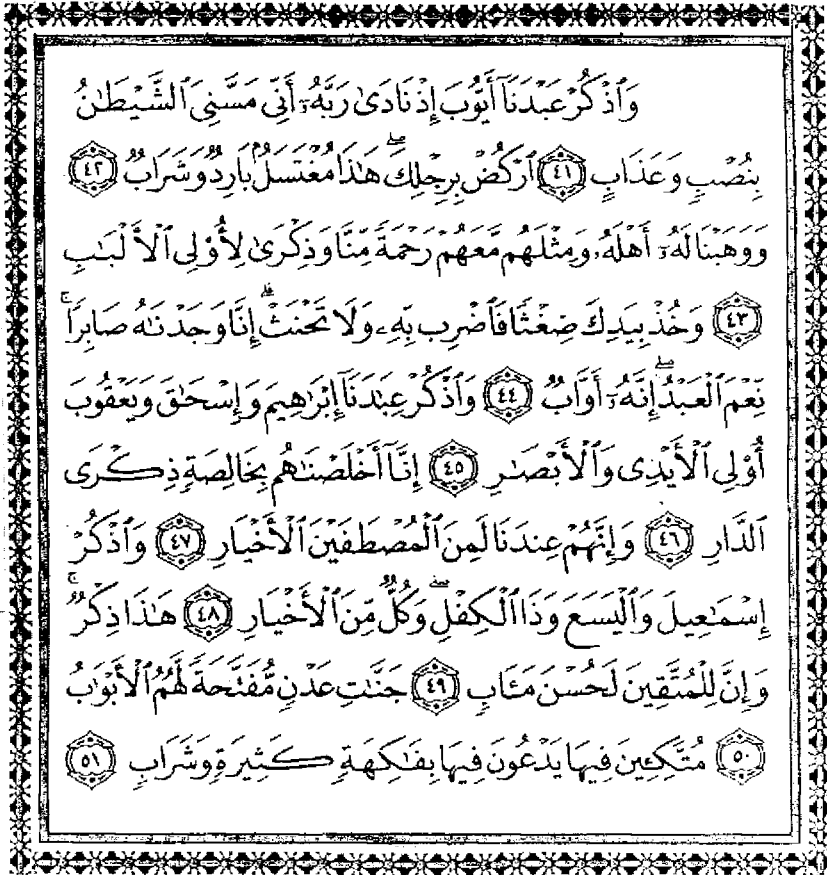 وَٱذْكُرْ عَبْدَنَآ أَيُّوبَ إِذْ نَادَىٰ رَبَّهُۥٓ أَنِّى مَسَّنِىَ ٱلشَّيْطَٰنُ
بِنُصْبٍ وَعَذَابٍ ﴿٤١﴾ ٱرْكُضْ بِرِجْلِكَ ۖ هَٰذَا مُغْتَسَلٌۢ بَارِدٌ وَشَرَابٌ ﴿٤٢﴾
وَوَهَبْنَا لَهُۥٓ أَهْلَهُۥ وَمِثْلَهُم مَّعَهُمْ رَحْمَةً مِّنَّا وَذِكْرَىٰ لِأُو۟لِى ٱلْأَلْبَٰبِ
﴿٤٣﴾ وَخُذْ بِيَدِكَ ضِغْثًا فَٱضْرِب بِّهِۦ وَلَا تَحْنَثْ ۗ إِنَّا وَجَدْنَٰهُ صَابِرًا ۚ
نِّعْمَ ٱلْعَبْدُ ۖ إِنَّهُۥٓ أَوَّابٌ ﴿٤٤﴾ وَٱذْكُرْ عِبَٰدَنَآ إِبْرَٰهِيمَ وَإِسْحَٰقَ وَيَعْقُوبَ
أُو۟لِى ٱلْأَيْدِى وَٱلْأَبْصَٰرِ ﴿٤٥﴾ إِنَّآ أَخْلَصْنَٰهُم بِخَالِصَةٍ ذِكْرَى
ٱلدَّارِ ﴿٤٦﴾ وَإِنَّهُمْ عِندَنَا لَمِنَ ٱلْمُصْطَفَيْنَ ٱلْأَخْيَارِ ﴿٤٧﴾ وَٱذْكُرْ
إِسْمَٰعِيلَ وَٱلْيَسَعَ وَذَا ٱلْكِفْلِ ۖ وَكُلٌّ مِّنَ ٱلْأَخْيَارِ ﴿٤٨﴾ هَٰذَا ذِكْرٌ ۚ
وَإِنَّ لِلْمُتَّقِينَ لَحُسْنَ مَـَٔابٍ ﴿٤٩﴾ جَنَّٰتِ عَدْنٍ مُّفَتَّحَةً لَّهُمُ ٱلْأَبْوَٰبُ
﴿٥٠﴾ مُتَّكِـِٔينَ فِيهَا يَدْعُونَ فِيهَا بِفَٰكِهَةٍ كَثِيرَةٍ وَشَرَابٍ ﴿٥١﴾